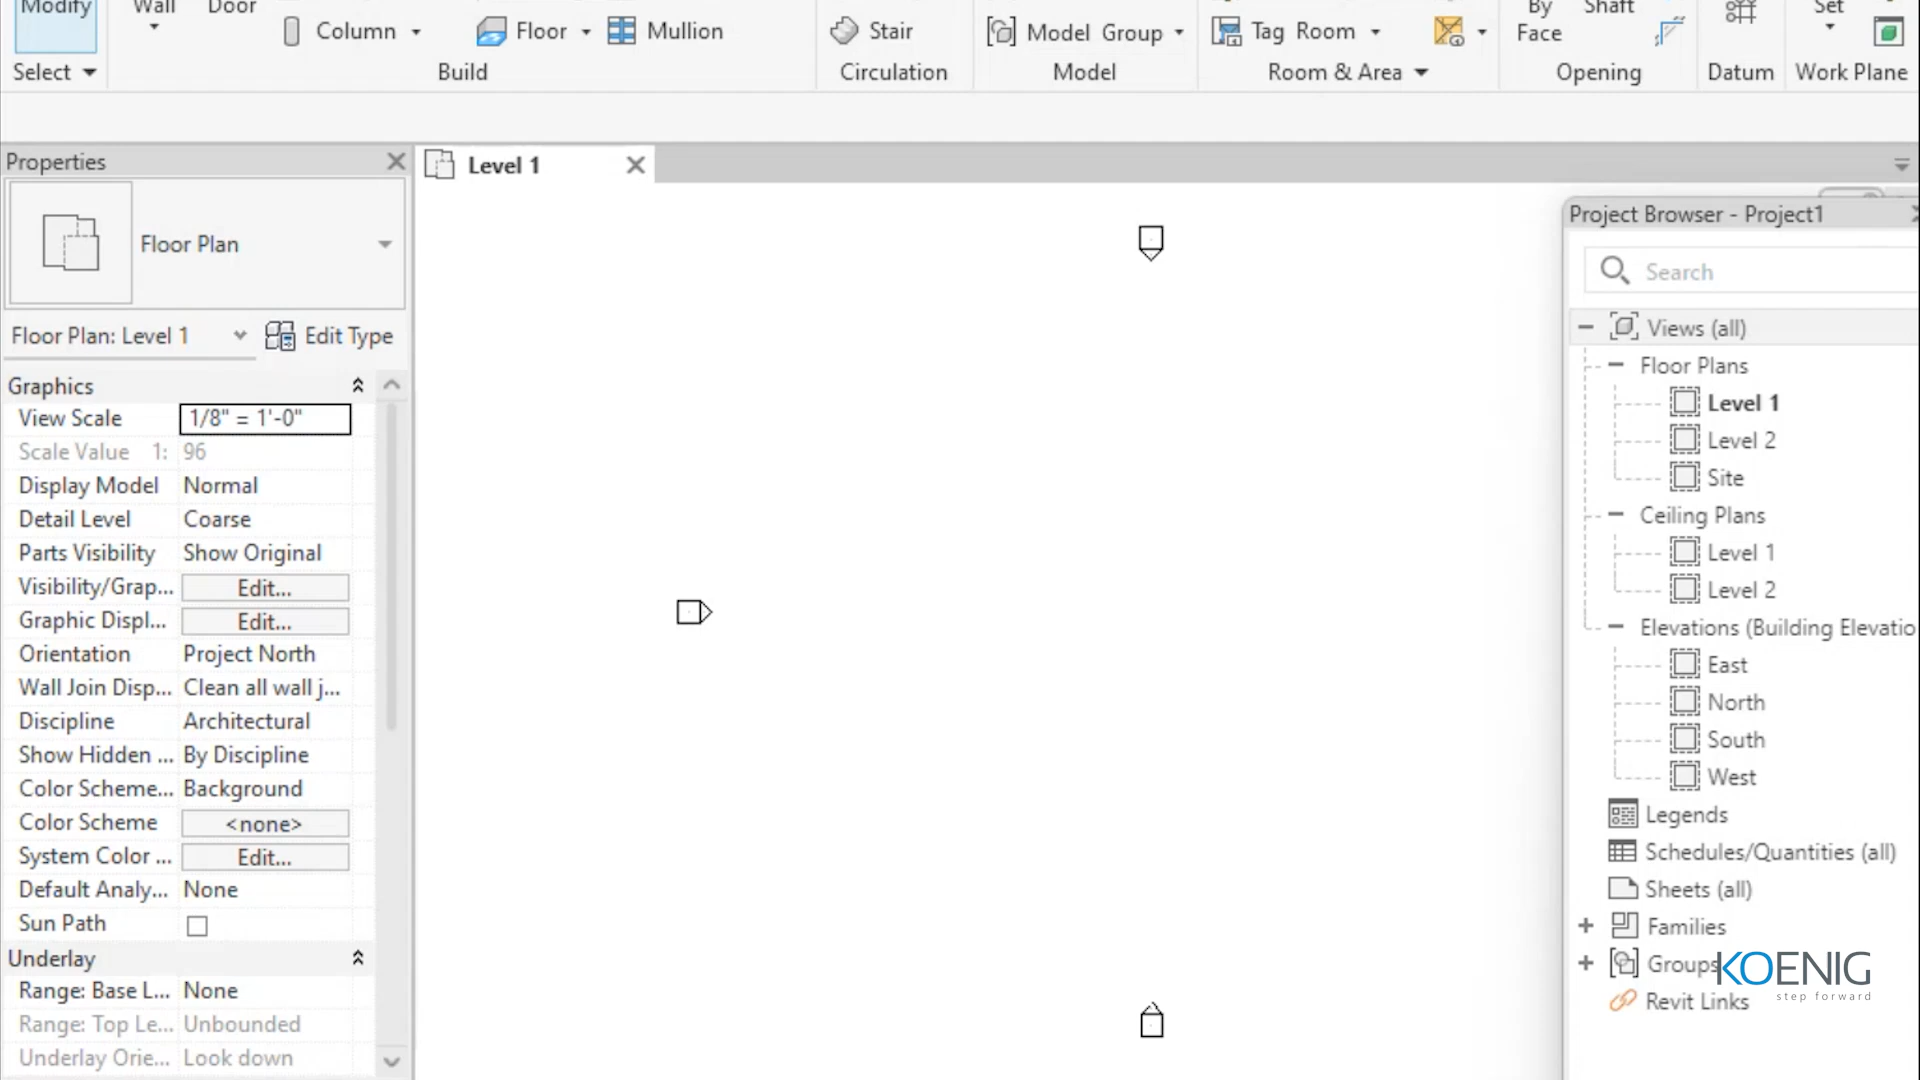 Modify Wall Door By Shaft Set
Column Floor Mullion Stair Model Group Tag Room Face
Select Build Circulation Model Room & Area Opening Datum Work Plane
Properties
Level 1
Floor Plan
Floor Plan: Level 1 Edit Type
Graphics
View Scale 1/8" = 1'-0"
Scale Value 1: 96
Display Model Normal
Detail Level Coarse
Parts Visibility Show Original
Visibility/Grap... Edit...
Graphic Displ... Edit...
Orientation Project North
Wall Join Disp... Clean all wall j...
Discipline Architectural
Show Hidden ... By Discipline
Color Scheme... Background
Color Scheme <none>
System Color ... Edit...
Default Analy... None
Sun Path
Underlay
Range: Base L... None
Range: Top Le... Unbounded
Underlay Orie... Look down
Project Browser - Project1
Search
Views (all)
Floor Plans
Level 1
Level 2
Site
Ceiling Plans
Level 1
Level 2
Elevations (Building Elevatio
East
North
South
West
Legends
Schedules/Quantities (all)
Sheets (all)
Families
Groups
Revit Links
KOENIG
step forward